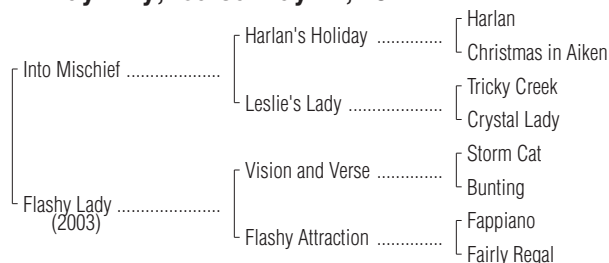 Harlan
Harlan's Holiday ..............
Christmas in Aiken
Into Mischief ....................
Tricky Creek
Leslie's Lady ....................
Crystal Lady
Storm Cat
Vision and Verse ..............
Bunting
Flashy Lady ......................
(2003)
Fappiano
Flashy Attraction ..............
Fairly Regal